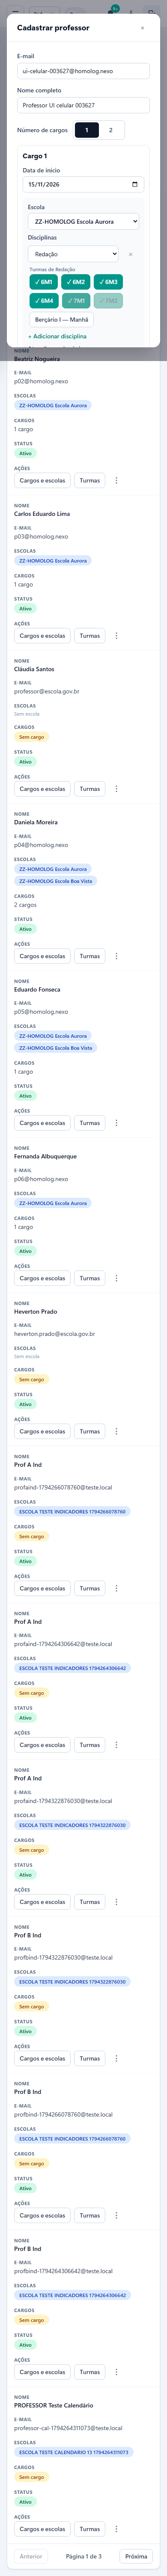 Cadastrar professor ×
E-mail
ui-celular-003627@homolog.nexo
Nome completo
Professor UI celular 003627
Número de cargos 1 2
Cargo 1
Data de início
15/11/2026
Escola
ZZ-HOMOLOG Escola Aurora
Disciplinas
Redação ×
Turmas de Redação
✓ 6M1 ✓ 6M2 ✓ 6M3
✓ 6M4 ✓ 7M1 ✓ 7M2
Berçário I — Manhã
+ Adicionar disciplina
NOME
Beatriz Nogueira
E-MAIL
p02@homolog.nexo
ESCOLAS
ZZ-HOMOLOG Escola Aurora
CARGOS
1 cargo
STATUS
Ativo
AÇÕES
Cargos e escolas Turmas ⋮
NOME
Carlos Eduardo Lima
E-MAIL
p03@homolog.nexo
ESCOLAS
ZZ-HOMOLOG Escola Aurora
CARGOS
1 cargo
STATUS
Ativo
AÇÕES
Cargos e escolas Turmas ⋮
NOME
Cláudia Santos
E-MAIL
professor@escola.gov.br
ESCOLAS
Sem escola
CARGOS
Sem cargo
STATUS
Ativo
AÇÕES
Cargos e escolas Turmas ⋮
NOME
Daniela Moreira
E-MAIL
p04@homolog.nexo
ESCOLAS
ZZ-HOMOLOG Escola Aurora
ZZ-HOMOLOG Escola Boa Vista
CARGOS
2 cargos
STATUS
Ativo
AÇÕES
Cargos e escolas Turmas ⋮
NOME
Eduardo Fonseca
E-MAIL
p05@homolog.nexo
ESCOLAS
ZZ-HOMOLOG Escola Aurora
ZZ-HOMOLOG Escola Boa Vista
CARGOS
1 cargo
STATUS
Ativo
AÇÕES
Cargos e escolas Turmas ⋮
NOME
Fernanda Albuquerque
E-MAIL
p06@homolog.nexo
ESCOLAS
ZZ-HOMOLOG Escola Aurora
CARGOS
1 cargo
STATUS
Ativo
AÇÕES
Cargos e escolas Turmas ⋮
NOME
Heverton Prado
E-MAIL
heverton.prado@escola.gov.br
ESCOLAS
Sem escola
CARGOS
Sem cargo
STATUS
Ativo
AÇÕES
Cargos e escolas Turmas ⋮
NOME
Prof A Ind
E-MAIL
profaind-1794266078760@teste.local
ESCOLAS
ESCOLA TESTE INDICADORES 1794266078760
CARGOS
Sem cargo
STATUS
Ativo
AÇÕES
Cargos e escolas Turmas ⋮
NOME
Prof A Ind
E-MAIL
profaind-1794264306642@teste.local
ESCOLAS
ESCOLA TESTE INDICADORES 1794264306642
CARGOS
Sem cargo
STATUS
Ativo
AÇÕES
Cargos e escolas Turmas ⋮
NOME
Prof A Ind
E-MAIL
profaind-1794322876030@teste.local
ESCOLAS
ESCOLA TESTE INDICADORES 1794322876030
CARGOS
Sem cargo
STATUS
Ativo
AÇÕES
Cargos e escolas Turmas ⋮
NOME
Prof B Ind
E-MAIL
profbind-1794322876030@teste.local
ESCOLAS
ESCOLA TESTE INDICADORES 1794322876030
CARGOS
Sem cargo
STATUS
Ativo
AÇÕES
Cargos e escolas Turmas ⋮
NOME
Prof B Ind
E-MAIL
profbind-1794266078760@teste.local
ESCOLAS
ESCOLA TESTE INDICADORES 1794266078760
CARGOS
Sem cargo
STATUS
Ativo
AÇÕES
Cargos e escolas Turmas ⋮
NOME
Prof B Ind
E-MAIL
profbind-1794264306642@teste.local
ESCOLAS
ESCOLA TESTE INDICADORES 1794264306642
CARGOS
Sem cargo
STATUS
Ativo
AÇÕES
Cargos e escolas Turmas ⋮
NOME
PROFESSOR Teste Calendário
E-MAIL
professor-cal-1794264311073@teste.local
ESCOLAS
ESCOLA TESTE CALENDARIO 13 1794264311073
CARGOS
Sem cargo
STATUS
Ativo
AÇÕES
Cargos e escolas Turmas ⋮
Anterior Página 1 de 3 Próxima